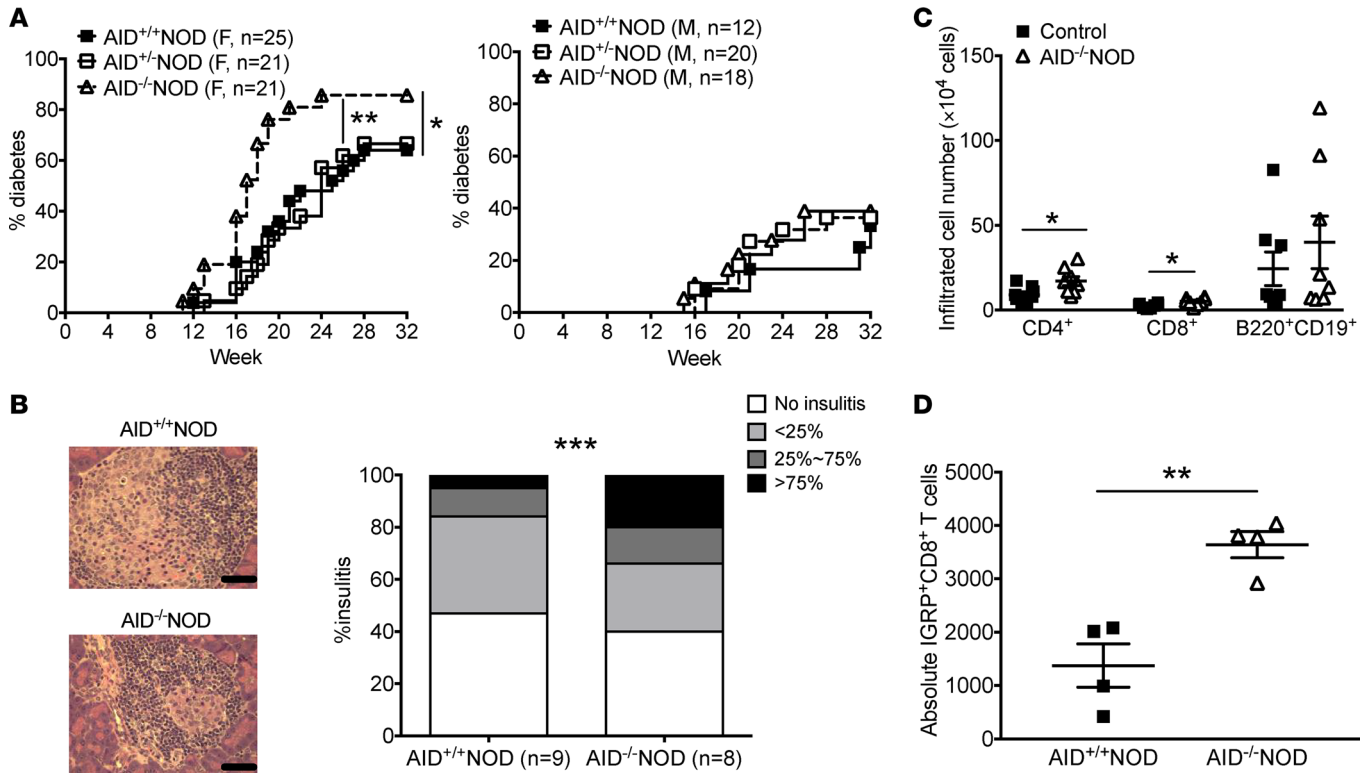 A
AID+/+NOD (F, n=25)
AID+/-NOD (F, n=21)
AID-/-NOD (F, n=21)
% diabetes
100
80
60
40
20
0
**
*
0 4 8 12 16 20 24 28 32
Week
AID+/+NOD (M, n=12)
AID+/-NOD (M, n=20)
AID-/-NOD (M, n=18)
% diabetes
100
80
60
40
20
0
0 4 8 12 16 20 24 28 32
Week
C
Control
AID-/-NOD
Infiltrated cell number (×10⁴ cells)
150
100
50
0
*
*
CD4+ CD8+ B220+CD19+
B
AID+/+NOD
AID-/-NOD
No insulitis
<25%
25%~75%
>75%
***
%insulitis
100
80
60
40
20
0
AID+/+NOD (n=9) AID-/-NOD (n=8)
D
Absolute IGRP+CD8+ T cells
5000
4000
3000
2000
1000
0
**
AID+/+NOD AID-/-NOD